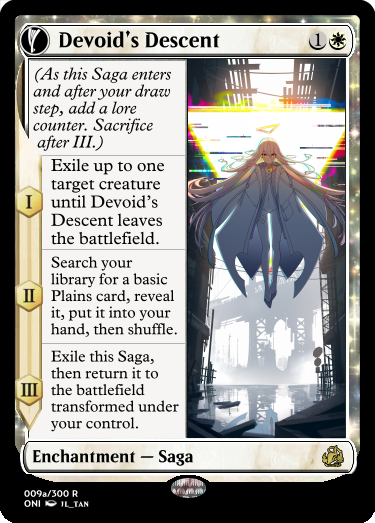 Devoid's Descent
1
(As this Saga enters
and after your draw
step, add a lore
counter. Sacrifice
after III.)
I
Exile up to one
target creature
until Devoid's
Descent leaves
the battlefield.
II
Search your
library for a basic
Plains card, reveal
it, put it into your
hand, then shuffle.
III
Exile this Saga,
then return it to
the battlefield
transformed under
your control.
Enchantment — Saga
009a/300 R
ONI JL_TAN